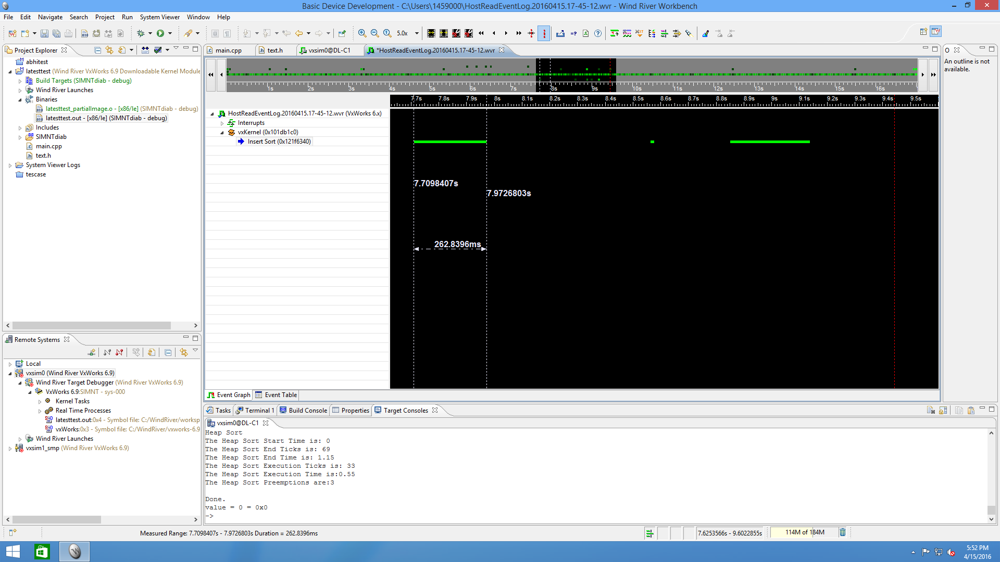 Basic Device Development - C:\Users\1459000\HostReadEventLog.20160415.17-45-12.wvr - Wind River Workbench
File Edit Navigate Search Project Run System Viewer Window Help
5.0x
Project Explorer
abhitest
latesttest (Wind River VxWorks 6.9 Downloadable Kernel Module
Build Targets (SIMNTdiab - debug)
Wind River Launches
Binaries
latesttest_partialImage.o - [x86/le] (SIMNTdiab - debug)
latesttest.out - [x86/le] (SIMNTdiab - debug)
Includes
SIMNTdiab
main.cpp
text.h
System Viewer Logs
tescase
main.cpp
text.h
vxsim0@DL-C1
*HostReadEventLog.20160415.17-45-12.wvr
1s 2s 3s 4s 5s 6s 7s 8s 9s 10s 11s 12s 13s 14s 15s 16s
7.7s 7.8s 7.9s 8s 8.1s 8.2s 8.3s 8.4s 8.5s 8.6s 8.7s 8.8s 8.9s 9s 9.1s 9.2s 9.3s 9.4s 9.5s
HostReadEventLog.20160415.17-45-12.wvr (VxWorks 6.x)
Interrupts
vxKernel (0x101db1c0)
Insert Sort (0x121f6340)
7.7098407s
7.9726803s
262.8396ms
Event Graph
Event Table
O
An outline is not
available.
Remote Systems
Local
vxsim0 (Wind River VxWorks 6.9)
Wind River Target Debugger (Wind River VxWorks 6.9)
VxWorks 6.9:SIMNT - sys-000
Kernel Tasks
Real Time Processes
latesttest.out:0x4 - Symbol file: C:/WindRiver/worksp
vxWorks:0x3 - Symbol file: C:/WindRiver/vxworks-6.9
Wind River Launches
vxsim1_smp (Wind River VxWorks 6.9)
Tasks
Terminal 1
Build Console
Properties
Target Consoles
vxsim0@DL-C1
Heap Sort
The Heap Sort Start Time is: 0
The Heap Sort End Ticks is: 69
The Heap Sort End Time is: 1.15
The Heap Sort Execution Ticks is: 33
The Heap Sort Execution Time is:0.55
The Heap Sort Preemptions are:3
Done.
value = 0 = 0x0
->
Measured Range: 7.7098407s - 7.9726803s Duration = 262.8396ms
7.6253566s - 9.6022855s
114M of 184M
5:52 PM
4/15/2016